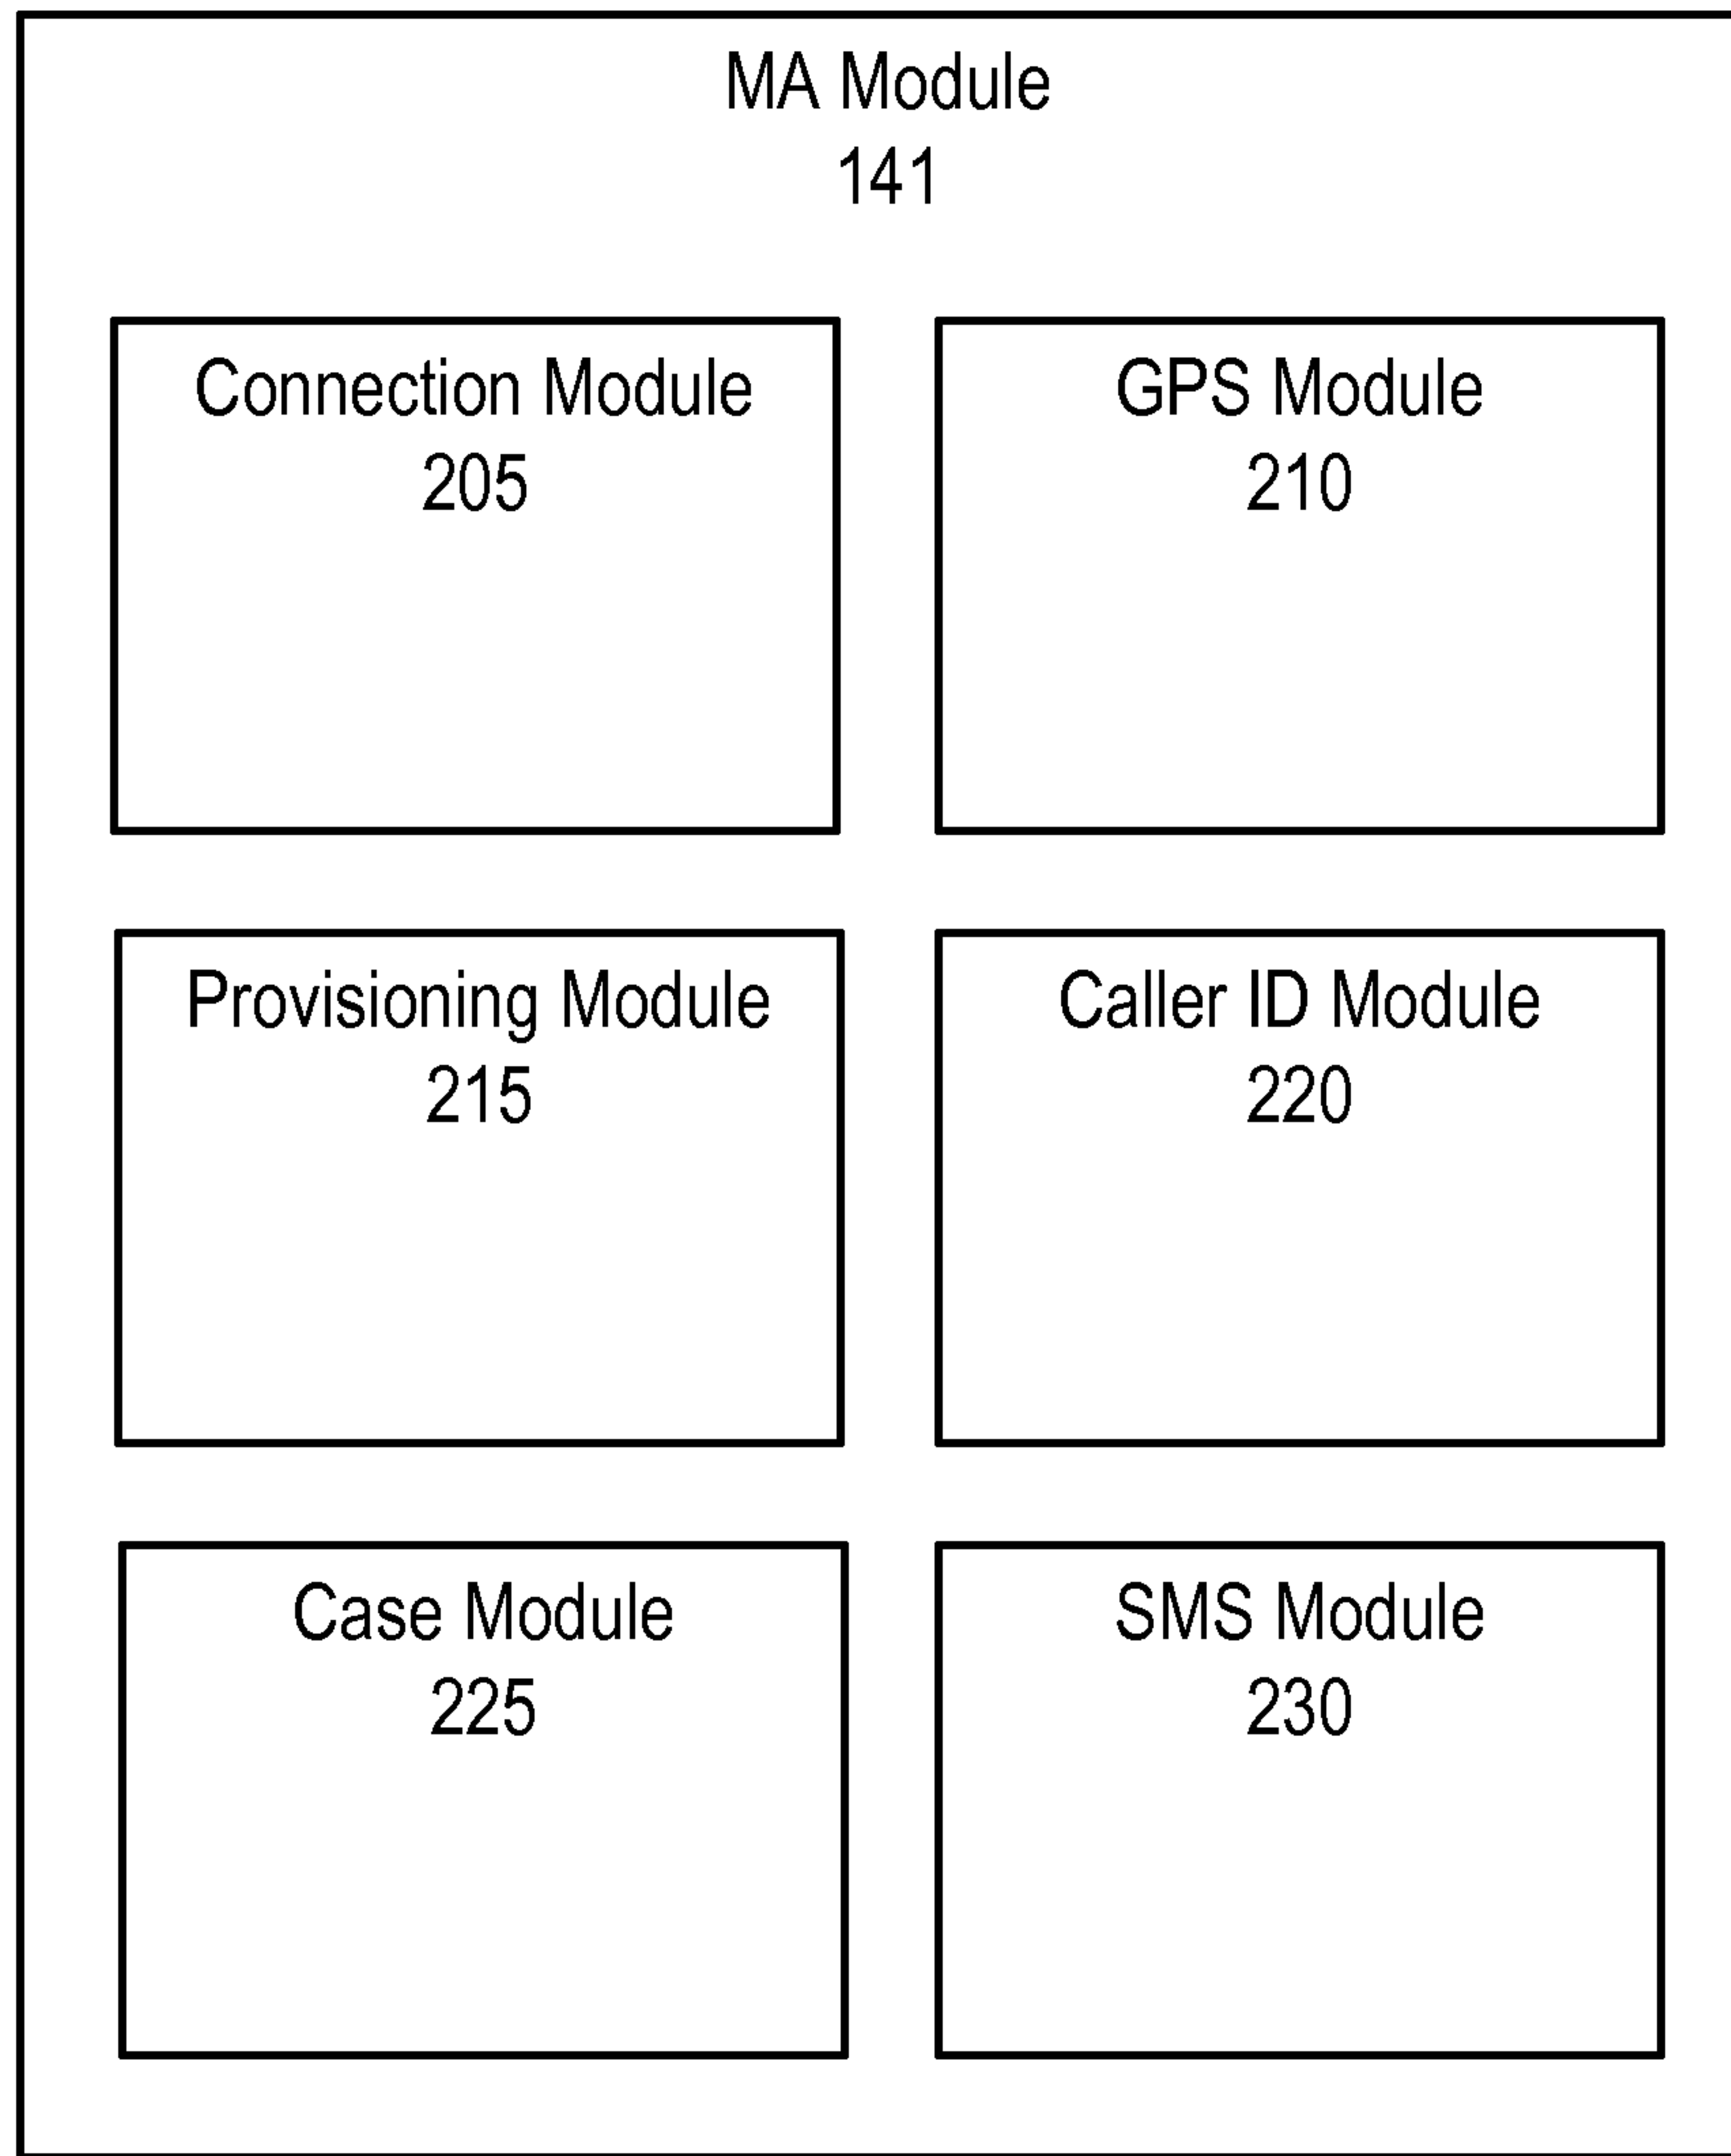 MA Module
141
Connection Module
205
GPS Module
210
Provisioning Module
215
Caller ID Module
220
Case Module
225
SMS Module
230